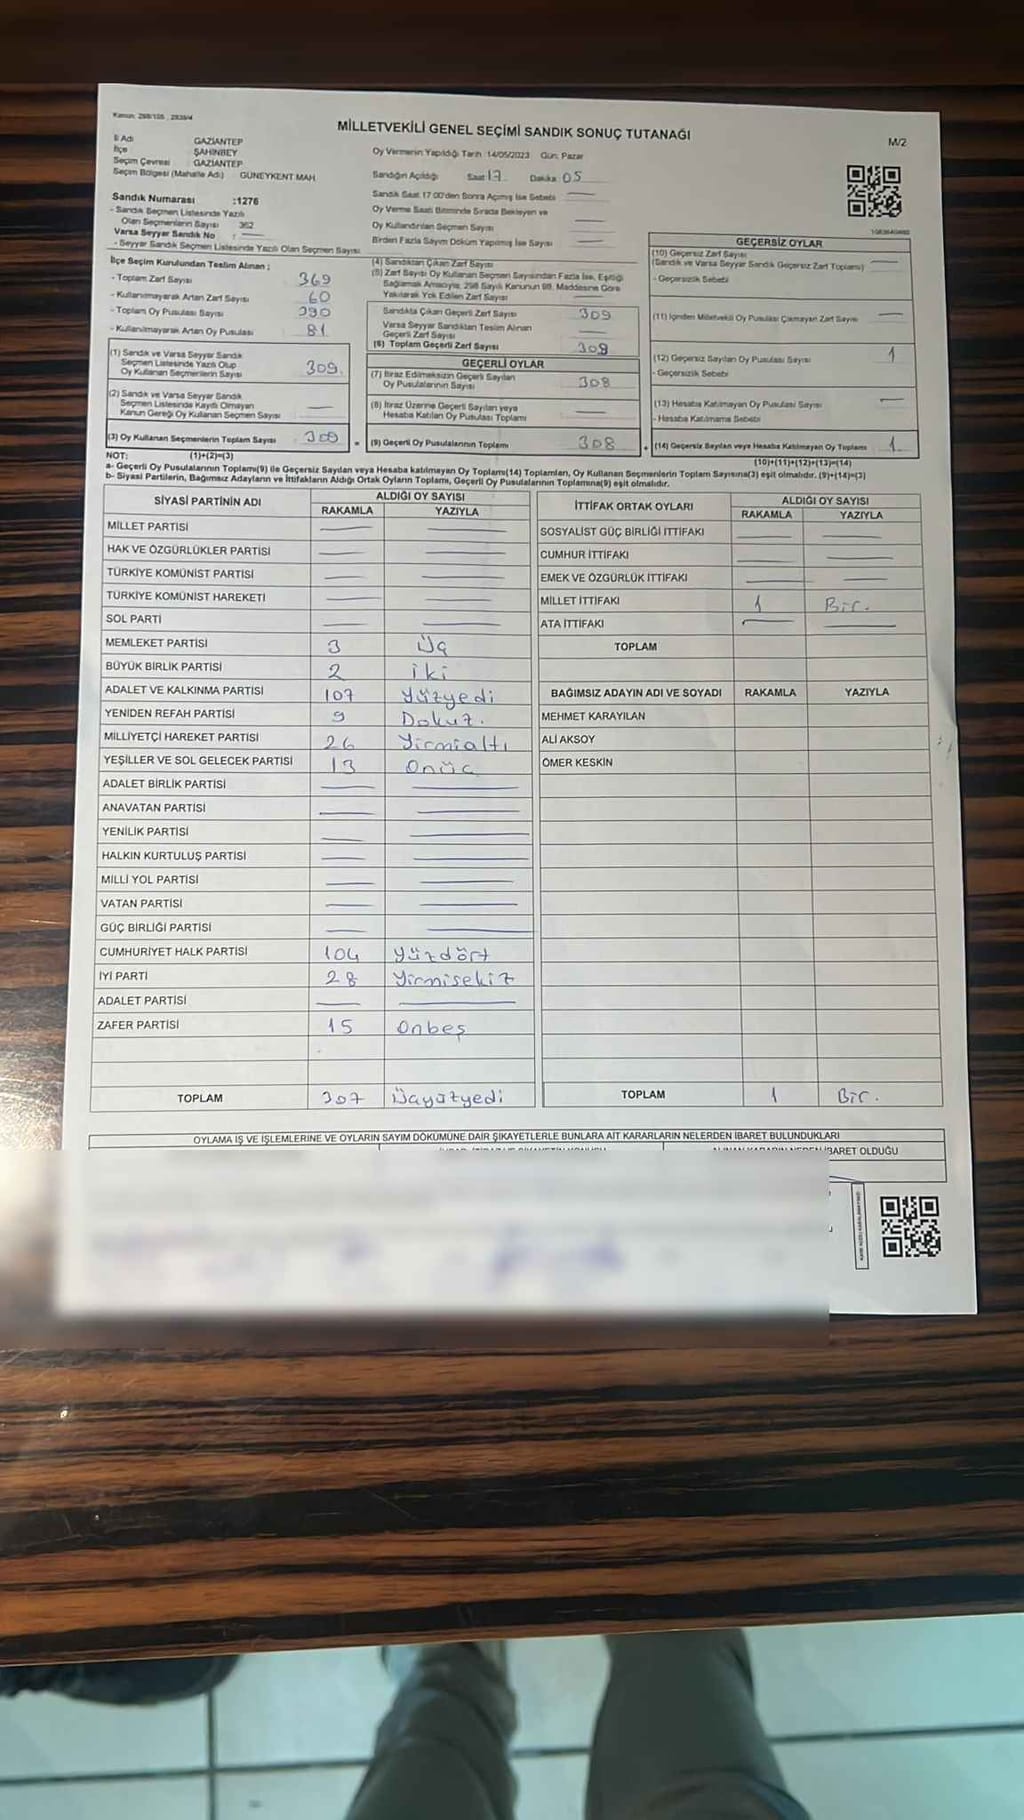 Kanun: 298/105 , 2839/4
MİLLETVEKİLİ GENEL SEÇİMİ SANDIK SONUÇ TUTANAĞI
M/2
İl Adı GAZİANTEP
İlçe ŞAHİNBEY
Seçim Çevresi GAZİANTEP
Seçim Bölgesi (Mahalle Adı) GÜNEYKENT MAH.
Oy Vermenin Yapıldığı Tarih :14/05/2023 Gün: Pazar
Sandığın Açıldığı Saat 17 Dakika 05
Sandık Numarası :1276
- Sandık Seçmen Listesinde Yazılı
Olan Seçmenlerin Sayısı 362
Varsa Seyyar Sandık No :
- Seyyar Sandık Seçmen Listesinde Yazılı Olan Seçmen Sayısı
Sandık Saat 17:00'den Sonra Açılmış İse Sebebi
Oy Verme Saati Bitiminde Sırada Bekleyen ve
Oy Kullandırılan Seçmen Sayısı
Birden Fazla Sayım Döküm Yapılmış İse Sayısı
İlçe Seçim Kurulundan Teslim Alınan ;
- Toplam Zarf Sayısı 369
- Kullanılmayarak Artan Zarf Sayısı 60
- Toplam Oy Pusulası Sayısı 390
- Kullanılmayarak Artan Oy Pusulası 81
(1) Sandık ve Varsa Seyyar Sandık
Seçmen Listesinde Yazılı Olup
Oy Kullanan Seçmenlerin Sayısı 309
(2) Sandık ve Varsa Seyyar Sandık
Seçmen Listesinde Kayıtlı Olmayan
Kanun Gereği Oy Kullanan Seçmen Sayısı
(3) Oy Kullanan Seçmenlerin Toplam Sayısı 309
(4) Sandıktan Çıkan Zarf Sayısı
(5) Zarf Sayısı Oy Kullanan Seçmen Sayısından Fazla İse, Eşitliği
Sağlamak Amacıyla, 298 Sayılı Kanunun 98. Maddesine Göre
Yakılarak Yok Edilen Zarf Sayısı
Sandıkta Çıkan Geçerli Zarf Sayısı 309
Varsa Seyyar Sandıktan Teslim Alınan
Geçerli Zarf Sayısı
(6) Toplam Geçerli Zarf Sayısı 309
GEÇERLİ OYLAR
(7) İtiraz Edilmeksizin Geçerli Sayılan
Oy Pusulalarının Sayısı 308
(8) İtiraz Üzerine Geçerli Sayılan veya
Hesaba Katılan Oy Pusulası Toplamı
= (9) Geçerli Oy Pusulalarının Toplamı 308
GEÇERSİZ OYLAR
(10) Geçersiz Zarf Sayısı
(Sandık ve Varsa Seyyar Sandık Geçersiz Zarf Toplamı)
- Geçersizlik Sebebi
(11) İçinden Milletvekili Oy Pusulası Çıkmayan Zarf Sayısı
(12) Geçersiz Sayılan Oy Pusulası Sayısı 1
- Geçersizlik Sebebi
(13) Hesaba Katılmayan Oy Pusulası Sayısı
- Hesaba Katılmama Sebebi
+ (14) Geçersiz Sayılan veya Hesaba Katılmayan Oy Toplamı 1
NOT: (1)+(2)=(3)
(10)+(11)+(12)+(13)=(14)
a- Geçerli Oy Pusulalarının Toplamı(9) ile Geçersiz Sayılan veya Hesaba katılmayan Oy Toplamı(14) Toplamları, Oy Kullanan Seçmenlerin Toplam Sayısına(3) eşit olmalıdır. (9)+(14)=(3)
b- Siyasi Partilerin, Bağımsız Adayların ve İttifakların Aldığı Ortak Oyların Toplamı, Geçerli Oy Pusulalarının Toplamına(9) eşit olmalıdır.
SİYASİ PARTİNİN ADI ALDIĞI OY SAYISI
RAKAMLA YAZIYLA
MİLLET PARTİSİ
HAK VE ÖZGÜRLÜKLER PARTİSİ
TÜRKİYE KOMÜNİST PARTİSİ
TÜRKİYE KOMÜNİST HAREKETİ
SOL PARTİ
MEMLEKET PARTİSİ 3 Üç
BÜYÜK BİRLİK PARTİSİ 2 iki
ADALET VE KALKINMA PARTİSİ 107 Yüzyedi
YENİDEN REFAH PARTİSİ 9 Dokuz.
MİLLİYETÇİ HAREKET PARTİSİ 26 Yirmialtı
YEŞİLLER VE SOL GELECEK PARTİSİ 13 Onüç
ADALET BİRLİK PARTİSİ
ANAVATAN PARTİSİ
YENİLİK PARTİSİ
HALKIN KURTULUŞ PARTİSİ
MİLLİ YOL PARTİSİ
VATAN PARTİSİ
GÜÇ BİRLİĞİ PARTİSİ
CUMHURİYET HALK PARTİSİ 104 Yüzdört
İYİ PARTİ 28 Yirmisekiz
ADALET PARTİSİ
ZAFER PARTİSİ 15 Onbeş
TOPLAM 307 Üçyüzyedi
İTTİFAK ORTAK OYLARI ALDIĞI OY SAYISI
RAKAMLA YAZIYLA
SOSYALİST GÜÇ BİRLİĞİ İTTİFAKI
CUMHUR İTTİFAKI
EMEK VE ÖZGÜRLÜK İTTİFAKI
MİLLET İTTİFAKI 1 Bir.
ATA İTTİFAKI
TOPLAM
BAĞIMSIZ ADAYIN ADI VE SOYADI RAKAMLA YAZIYLA
MEHMET KARAYILAN
ALİ AKSOY
ÖMER KESKİN
TOPLAM 1 Bir.
OYLAMA İŞ VE İŞLEMLERİNE VE OYLARIN SAYIM DÖKÜMÜNE DAİR ŞİKAYETLERLE BUNLARA AİT KARARLARIN NELERDEN İBARET BULUNDUKLARI
İBARET OLDUĞU